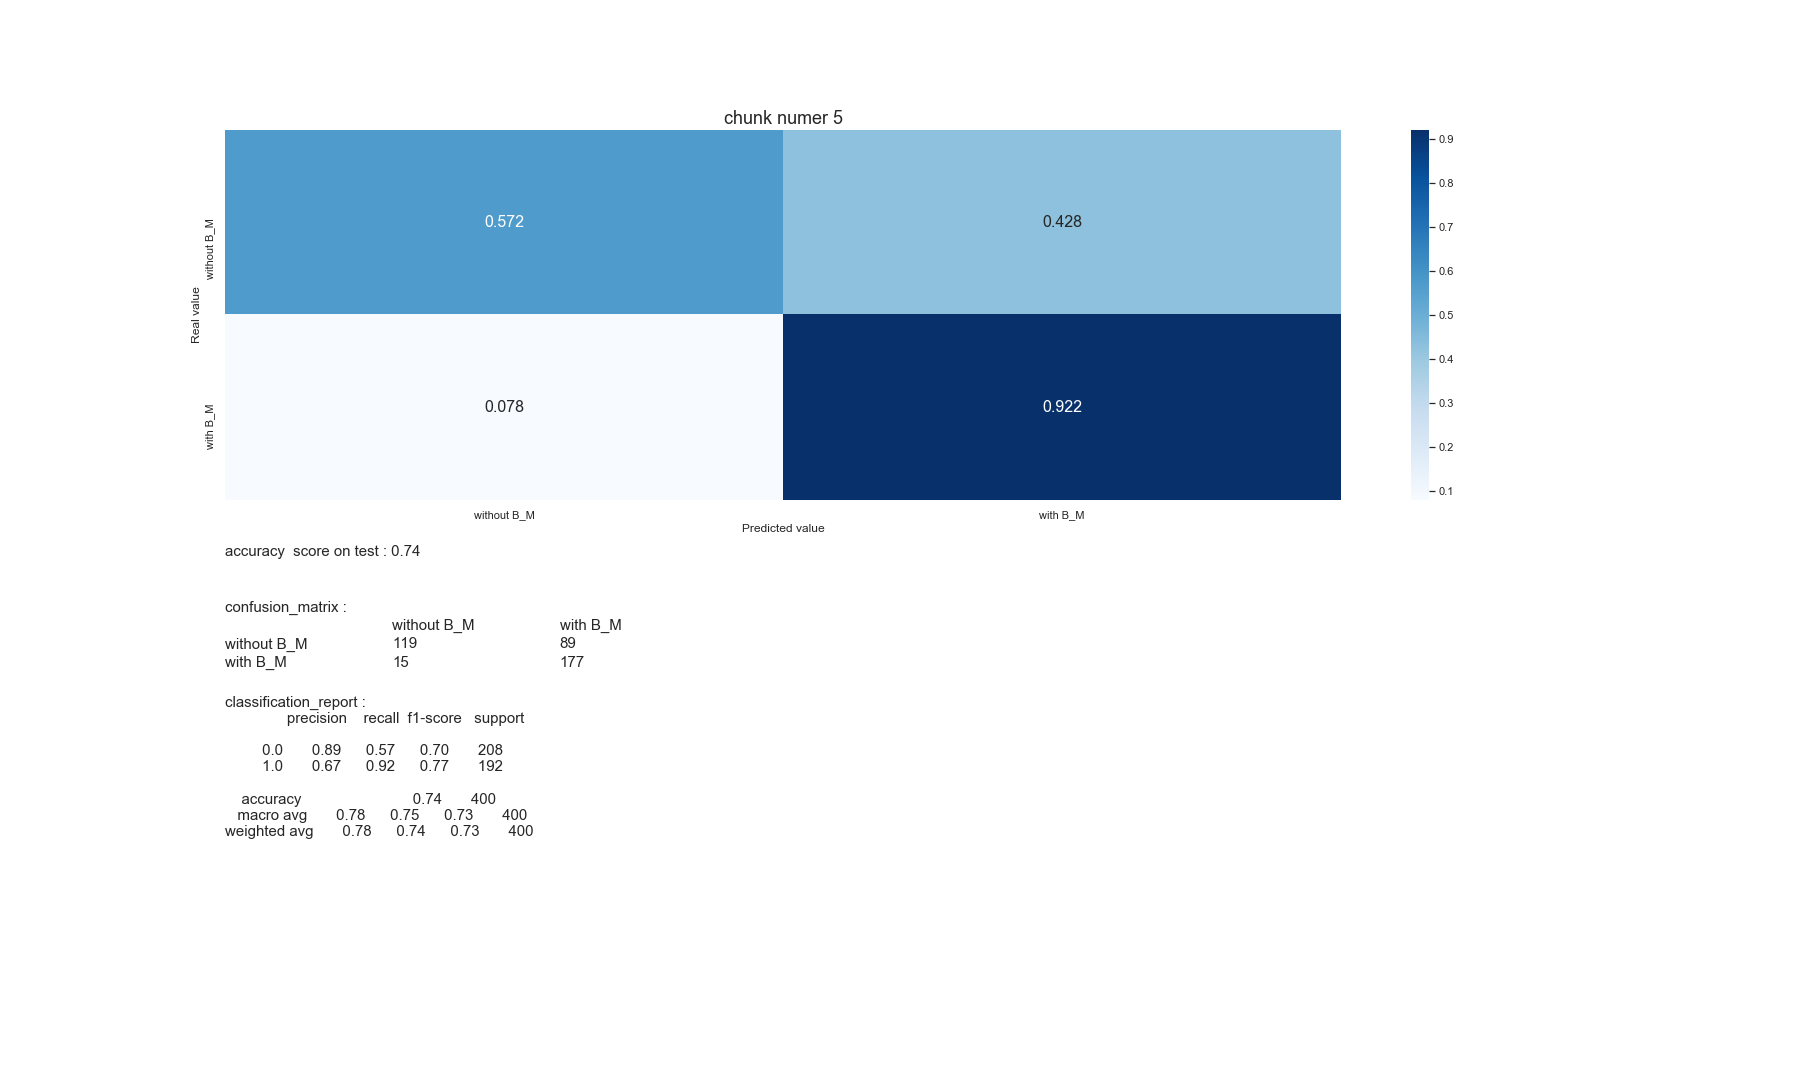 chunk numer 5
0.9
0.8
0.7
0.6
0.5
0.4
0.3
0.2
0.1
Real value
without B_M
with B_M
0.572 0.428
0.078 0.922
without B_M with B_M
Predicted value
accuracy score on test : 0.74
confusion_matrix :
without B_M with B_M
without B_M 119 89
with B_M 15 177
classification_report :
precision recall f1-score support
0.0 0.89 0.57 0.70 208
1.0 0.67 0.92 0.77 192
accuracy 0.74 400
macro avg 0.78 0.75 0.73 400
weighted avg 0.78 0.74 0.73 400